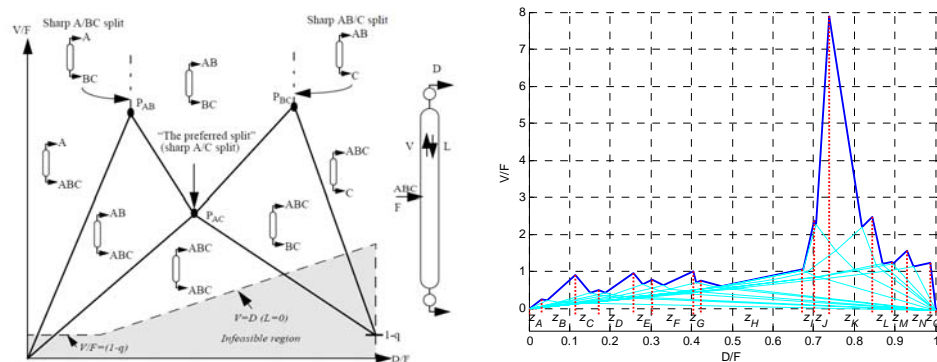 Sharp A/BC split
Sharp AB/C split
V/F
A
BC
AB
BC
AB
C
D
P_AB
P_BC
"The preferred split"
(sharp A/C split)
A
ABC
ABC
C
V
L
ABC
F
P_AC
AB
ABC
ABC
BC
ABC
ABC
V=D (L=0)
Infeasible region
V/F=(1-q)
1-q
D/F
8
7
6
5
4
3
2
1
0
V/F
z_A
z_B
z_C
z_D
z_E
z_F
z_G
z_H
z_I
z_J
z_K
z_L
z_M
z_N
z_O
0 0.1 0.2 0.3 0.4 0.5 0.6 0.7 0.8 0.9 1
D/F